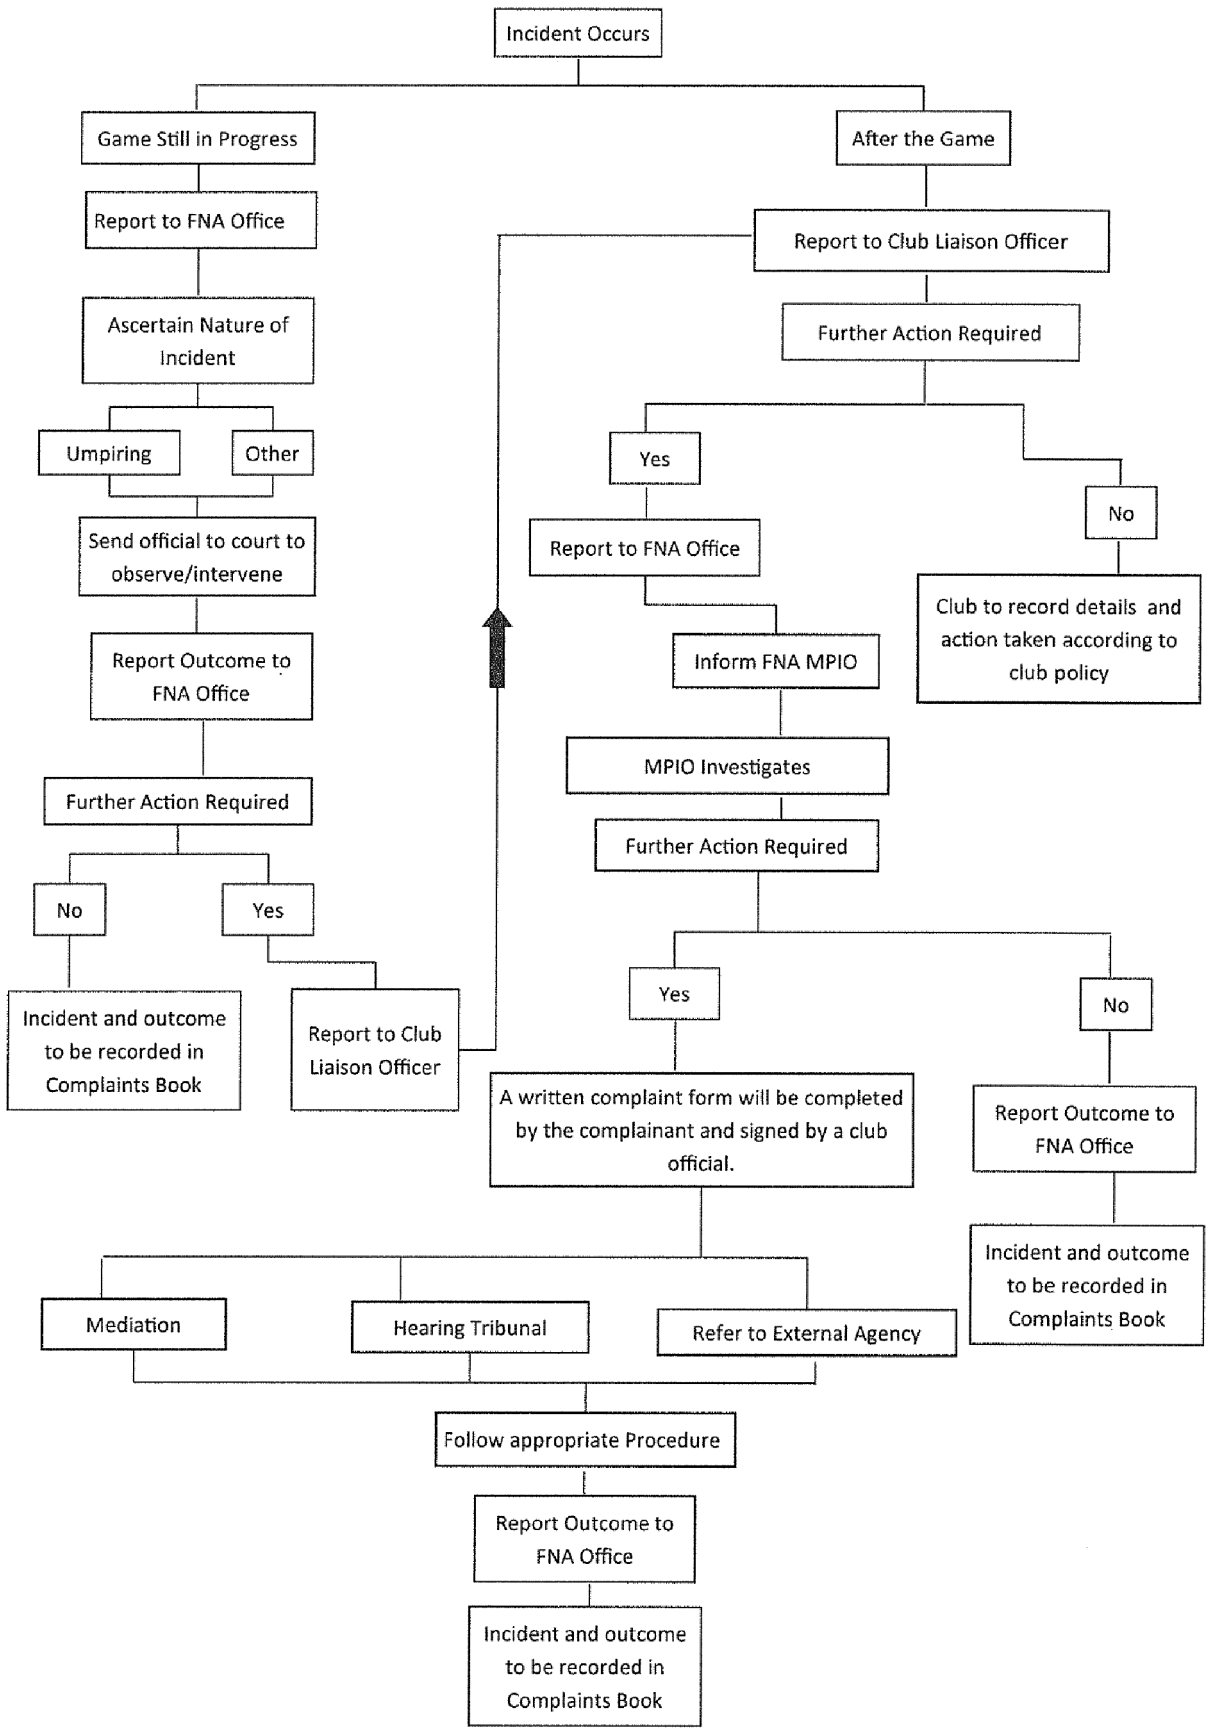 Incident Occurs
Game Still in Progress
After the Game
Report to FNA Office
Report to Club Liaison Officer
Ascertain Nature of
Incident
Further Action Required
Umpiring
Other
Yes
No
Send official to court to
observe/intervene
Report to FNA Office
Club to record details and
action taken according to
club policy
Report Outcome to
FNA Office
Inform FNA MPIO
MPIO Investigates
Further Action Required
Further Action Required
No
Yes
Yes
No
Incident and outcome
to be recorded in
Complaints Book
Report to Club
Liaison Officer
A written complaint form will be completed
by the complainant and signed by a club
official.
Report Outcome to
FNA Office
Incident and outcome
to be recorded in
Complaints Book
Mediation
Hearing Tribunal
Refer to External Agency
Follow appropriate Procedure
Report Outcome to
FNA Office
Incident and outcome
to be recorded in
Complaints Book